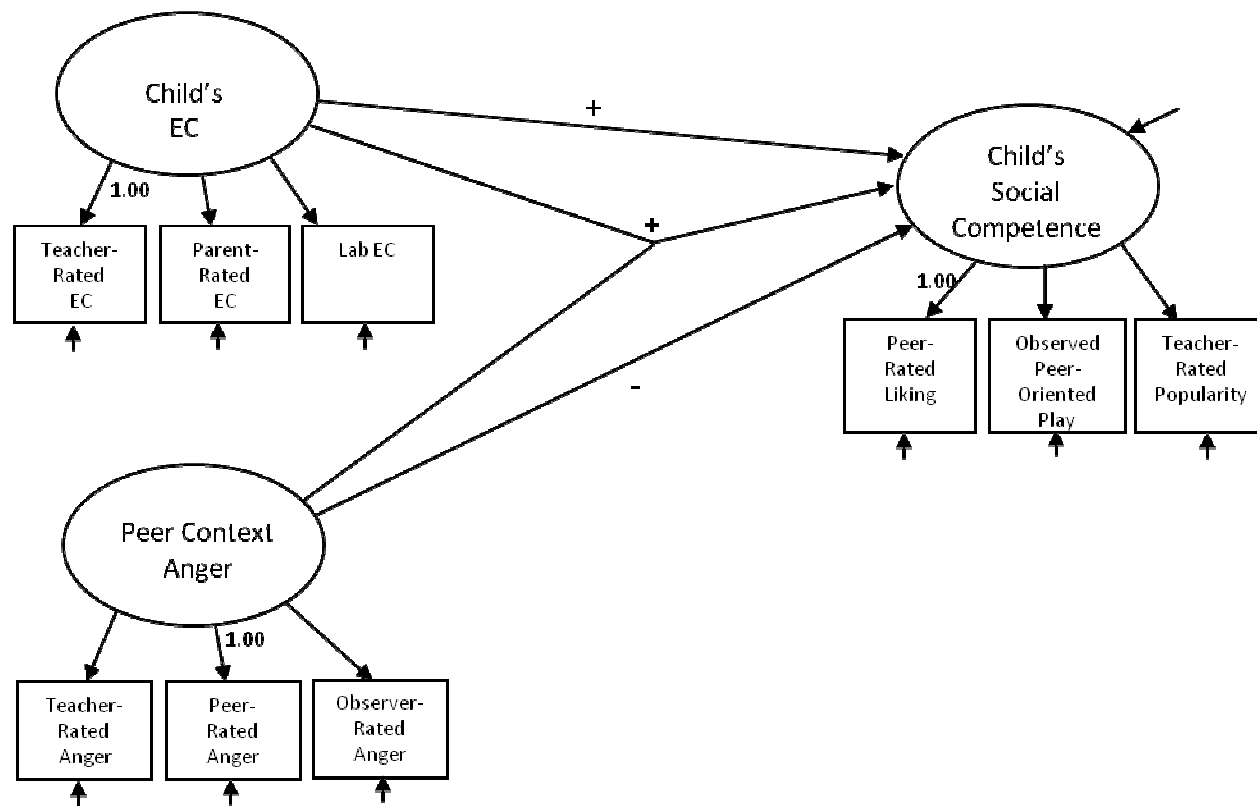 Child's
EC
+
Child's
Social
Competence
1.00
+
Teacher-
Rated
EC
Parent-
Rated
EC
Lab EC
1.00
Peer-
Rated
Liking
Observed
Peer-
Oriented
Play
Teacher-
Rated
Popularity
-
Peer Context
Anger
1.00
Teacher-
Rated
Anger
Peer-
Rated
Anger
Observer-
Rated
Anger